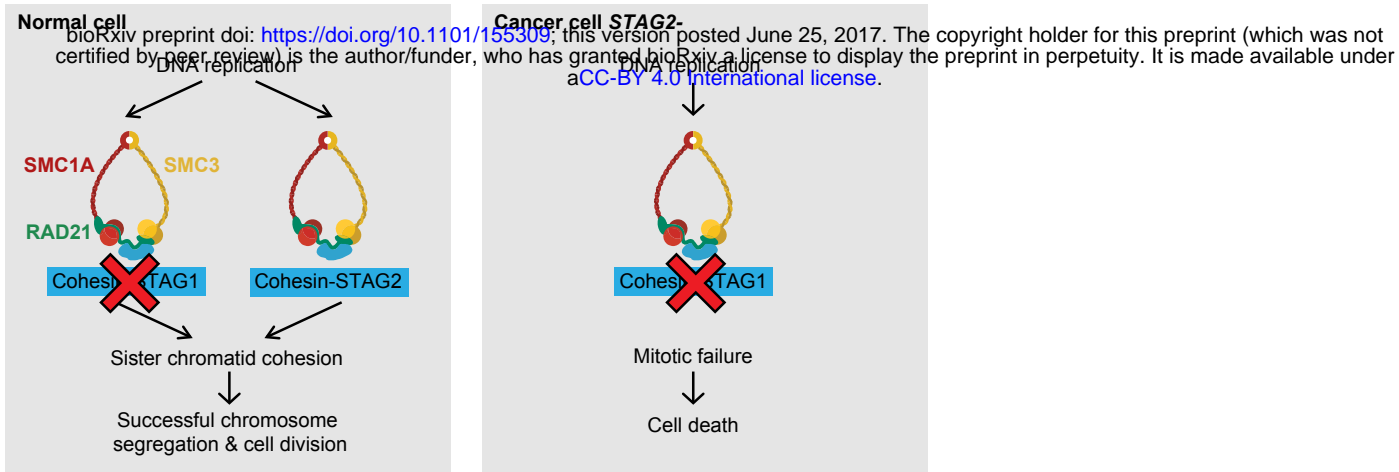 Normal cell
Cancer cell STAG2-
bioRxiv preprint doi: https://doi.org/10.1101/155309; this version posted June 25, 2017. The copyright holder for this preprint (which was not
certified by peer review) is the author/funder, who has granted bioRxiv a license to display the preprint in perpetuity. It is made available under
aCC-BY 4.0 International license.
DNA replication
SMC1A
SMC3
RAD21
Cohesin-STAG1
Cohesin-STAG2
Sister chromatid cohesion
Successful chromosome
segregation & cell division
DNA replication
Cohesin-STAG1
Mitotic failure
Cell death